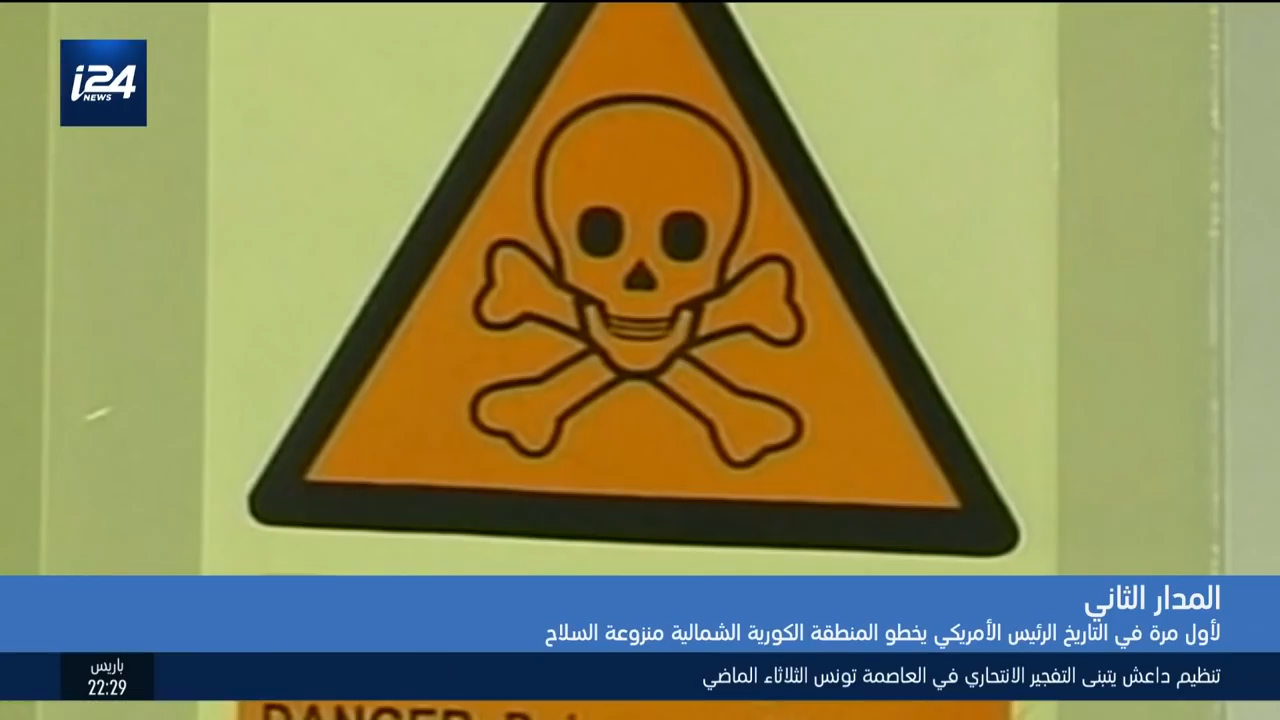 i24
NEWS
المدار الثاني
لأول مرة في التاريخ الرئيس الأمريكي يخطو المنطقة الكورية الشمالية منزوعة السلاح
تنظيم داعش يتبنى التفجير الانتحاري في العاصمة تونس الثلاثاء الماضي
باريس
22:29
DANGER